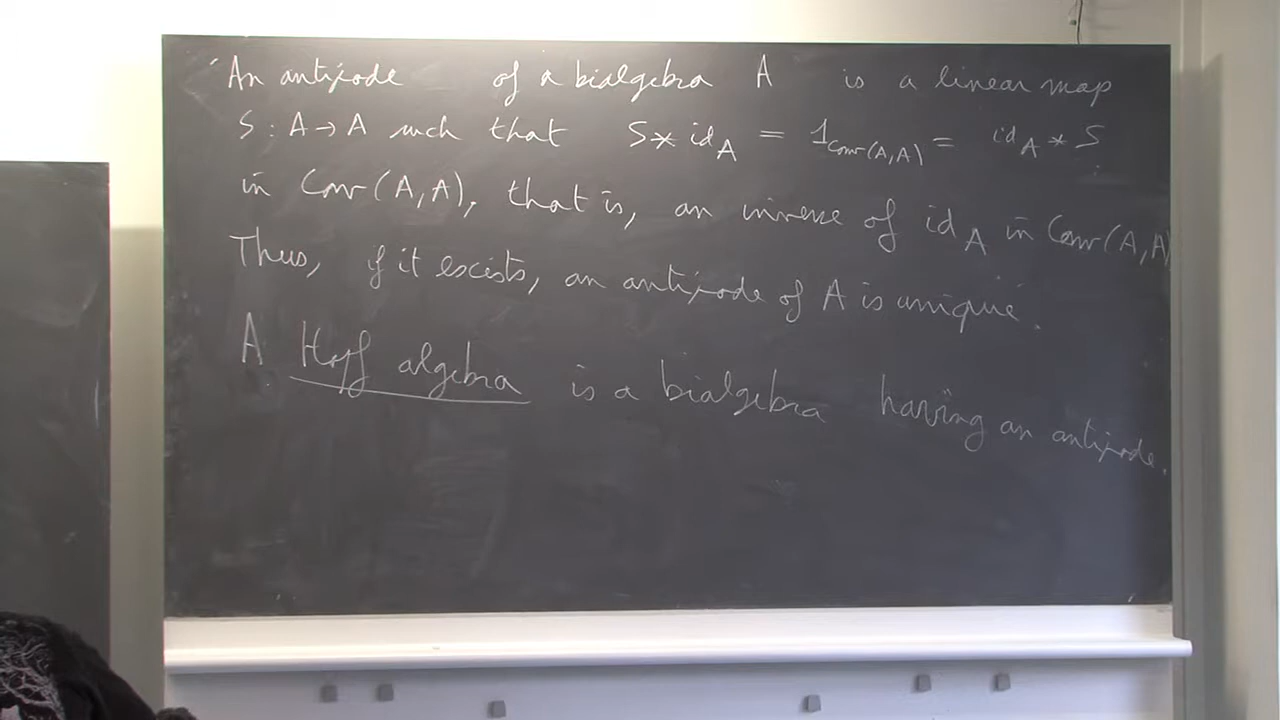 An antipode of a bialgebra A is a linear map
S : A → A such that S * id_A = 1_Conv(A,A) = id_A * S
in Conv(A,A), that is, an inverse of id_A in Conv(A,A)
Thus, if it exists, an antipode of A is unique.
A Hopf algebra is a bialgebra having an antipode.